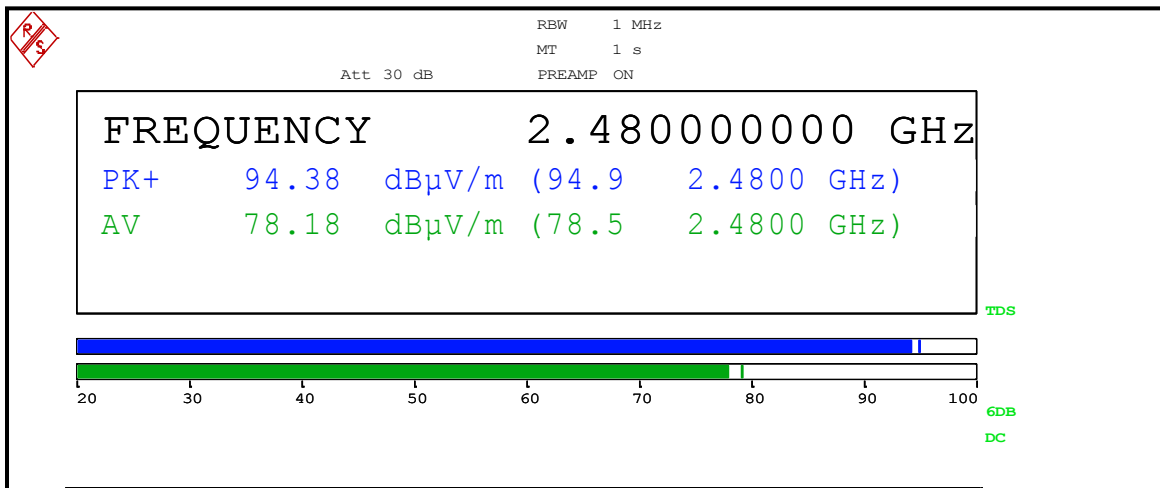 R
S
RBW 1 MHz
MT 1 s
Att 30 dB PREAMP ON
FREQUENCY 2.480000000 GHz
PK+ 94.38 dBµV/m (94.9 2.4800 GHz)
AV 78.18 dBµV/m (78.5 2.4800 GHz)
TDS
20 30 40 50 60 70 80 90 100
6DB
DC